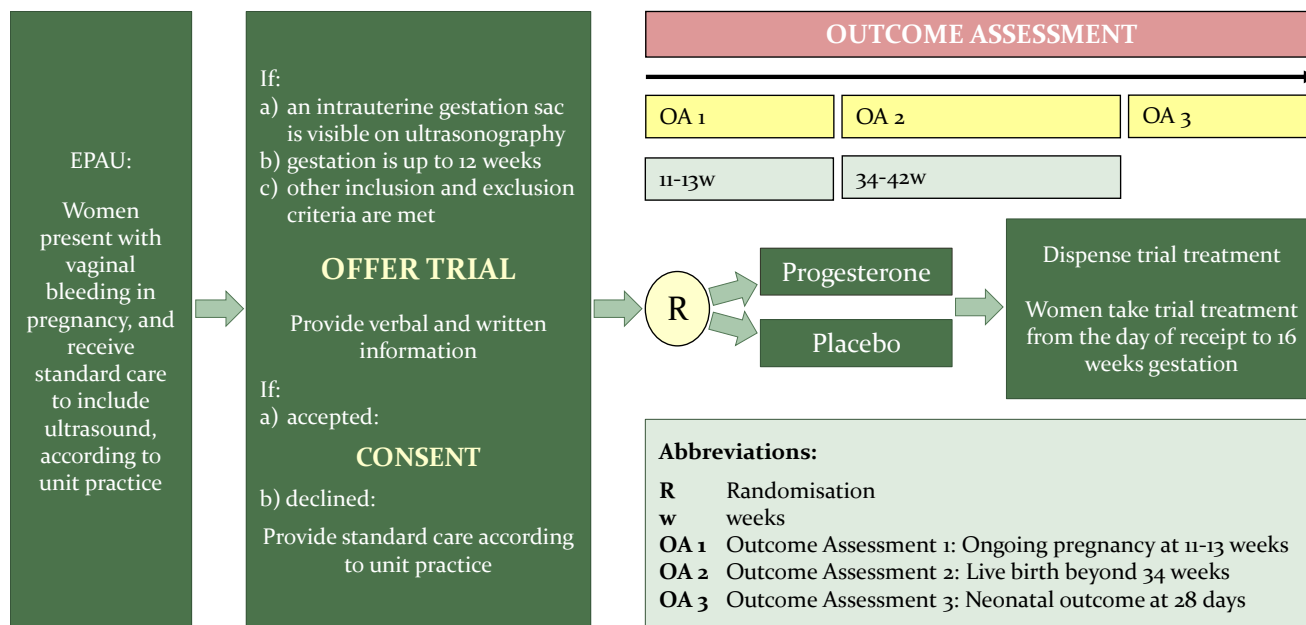 EPAU:
Women
present with
vaginal
bleeding in
pregnancy, and
receive
standard care
to include
ultrasound,
according to
unit practice
If:
a) an intrauterine gestation sac
is visible on ultrasonography
b) gestation is up to 12 weeks
c) other inclusion and exclusion
criteria are met
OFFER TRIAL
Provide verbal and written
information
If:
a) accepted:
CONSENT
b) declined:
Provide standard care according
to unit practice
OUTCOME ASSESSMENT
OA 1
OA 2
OA 3
11-13w
34-42w
R
Progesterone
Placebo
Dispense trial treatment
Women take trial treatment
from the day of receipt to 16
weeks gestation
Abbreviations:
R Randomisation
w weeks
OA 1 Outcome Assessment 1: Ongoing pregnancy at 11-13 weeks
OA 2 Outcome Assessment 2: Live birth beyond 34 weeks
OA 3 Outcome Assessment 3: Neonatal outcome at 28 days